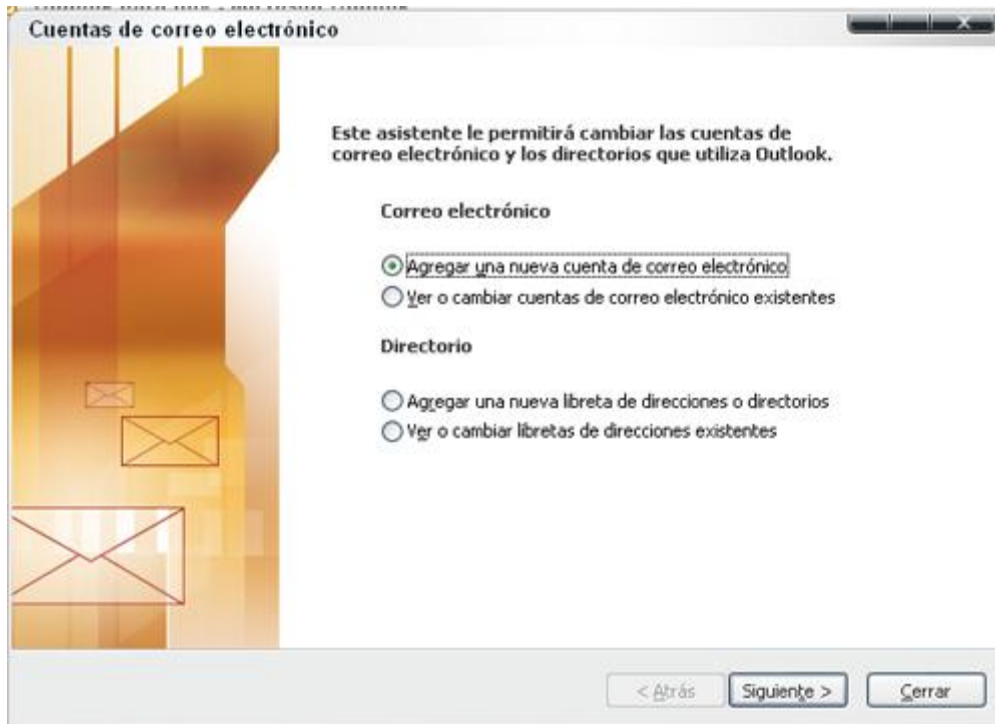 Cuentas de correo electrónico
Este asistente le permitirá cambiar las cuentas de
correo electrónico y los directorios que utiliza Outlook.
Correo electrónico
Agregar una nueva cuenta de correo electrónico
Ver o cambiar cuentas de correo electrónico existentes
Directorio
Agregar una nueva libreta de direcciones o directorios
Ver o cambiar libretas de direcciones existentes
< Atrás Siguiente > Cerrar